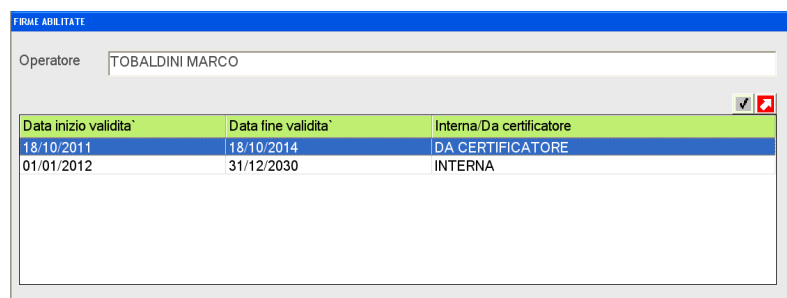 FIRME ABILITATE
Operatore TOBALDINI MARCO
Data inizio validita` Data fine validita` Interna/Da certificatore
18/10/2011 18/10/2014 DA CERTIFICATORE
01/01/2012 31/12/2030 INTERNA